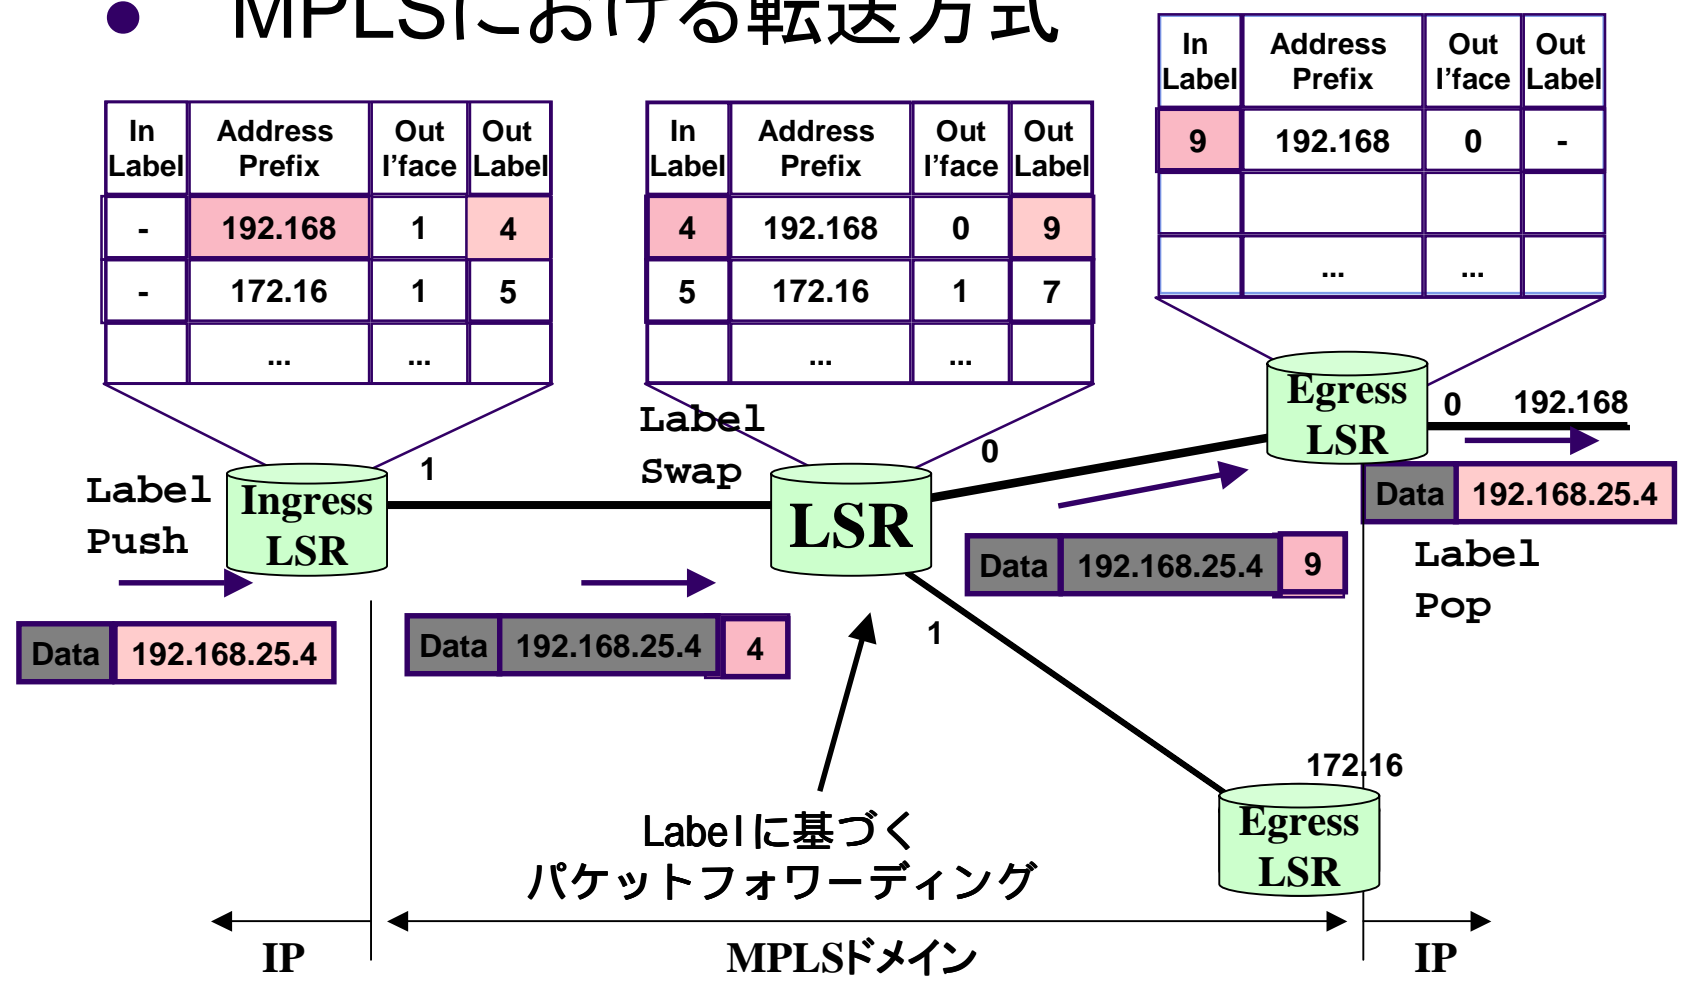 ● MPLSにおける転送方式
In Label Address Prefix Out I’face Out Label
- 192.168 1 4
- 172.16 1 5
... ...
In Label Address Prefix Out I’face Out Label
4 192.168 0 9
5 172.16 1 7
... ...
In Label Address Prefix Out I’face Out Label
9 192.168 0 -
... ...
Label
Push
Ingress
LSR
1
Label
Swap
LSR
0
1
Egress
LSR
0 192.168
Data 192.168.25.4
Label
Pop
Data 192.168.25.4
Data 192.168.25.4 4
Data 192.168.25.4 9
172.16
Egress
LSR
Labelに基づく
パケットフォワーディング
IP
MPLSドメイン
IP